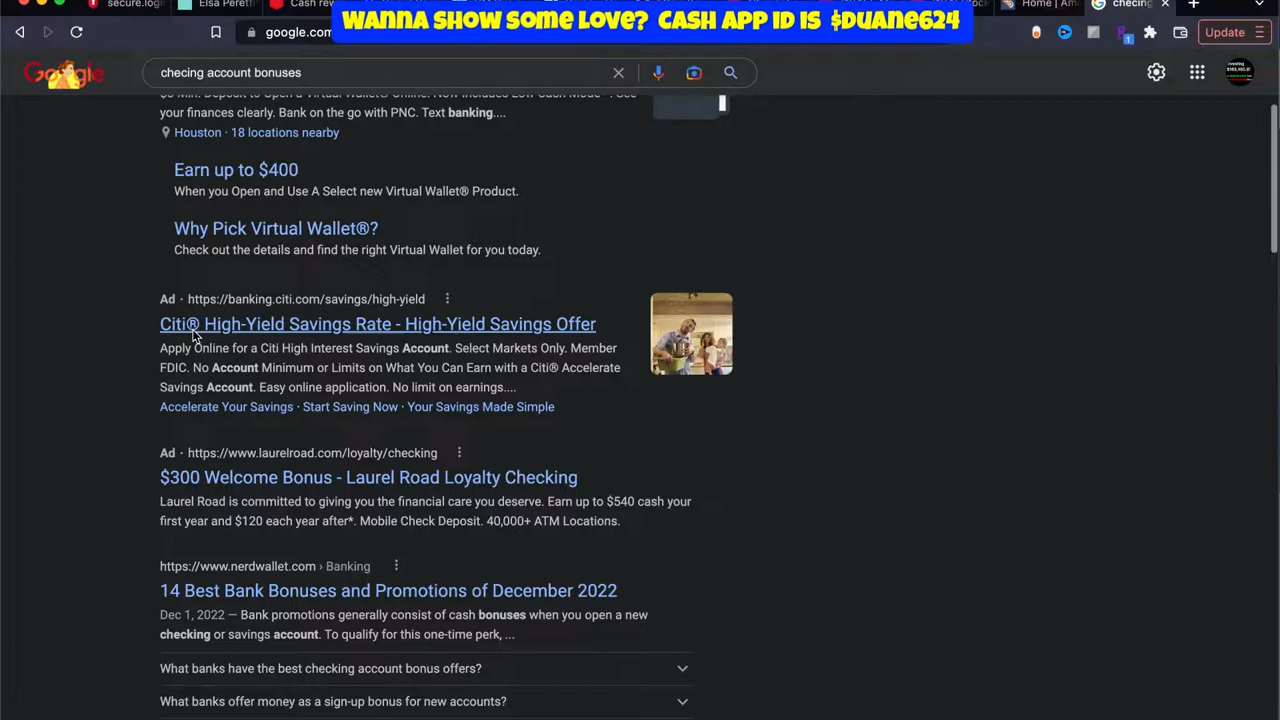 secure.login
Elsa Peretti
Cash rew
Home | Am
checing
WANNA SHOW SOME LOVE? CASH APP ID IS $DUANE624
google.com
Update
Google
checing account bonuses
your finances clearly. Bank on the go with PNC. Text banking....
Houston · 18 locations nearby
Earn up to $400
When you Open and Use A Select new Virtual Wallet® Product.
Why Pick Virtual Wallet®?
Check out the details and find the right Virtual Wallet for you today.
Ad · https://banking.citi.com/savings/high-yield
Citi® High-Yield Savings Rate - High-Yield Savings Offer
Apply Online for a Citi High Interest Savings Account. Select Markets Only. Member
FDIC. No Account Minimum or Limits on What You Can Earn with a Citi® Accelerate
Savings Account. Easy online application. No limit on earnings....
Accelerate Your Savings · Start Saving Now · Your Savings Made Simple
Ad · https://www.laurelroad.com/loyalty/checking
$300 Welcome Bonus - Laurel Road Loyalty Checking
Laurel Road is committed to giving you the financial care you deserve. Earn up to $540 cash your
first year and $120 each year after*. Mobile Check Deposit. 40,000+ ATM Locations.
https://www.nerdwallet.com › Banking
14 Best Bank Bonuses and Promotions of December 2022
Dec 1, 2022 — Bank promotions generally consist of cash bonuses when you open a new
checking or savings account. To qualify for this one-time perk, ...
What banks have the best checking account bonus offers?
What banks offer money as a sign-up bonus for new accounts?